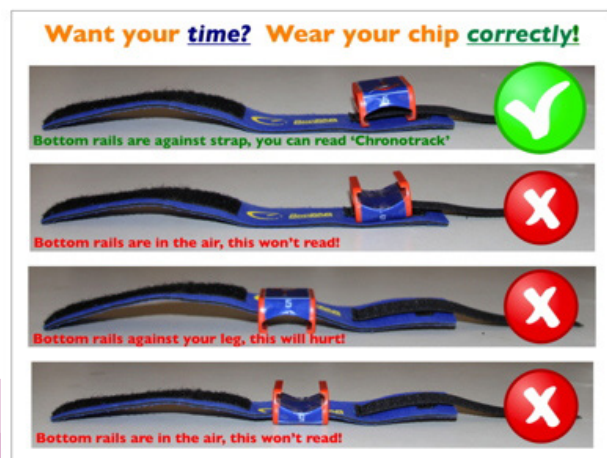 Want your time? Wear your chip correctly!
Bottom rails are against strap, you can read 'Chronotrack'
Bottom rails are in the air, this won't read!
5
Bottom rails against your leg, this will hurt!
Bottom rails are in the air, this won't read!